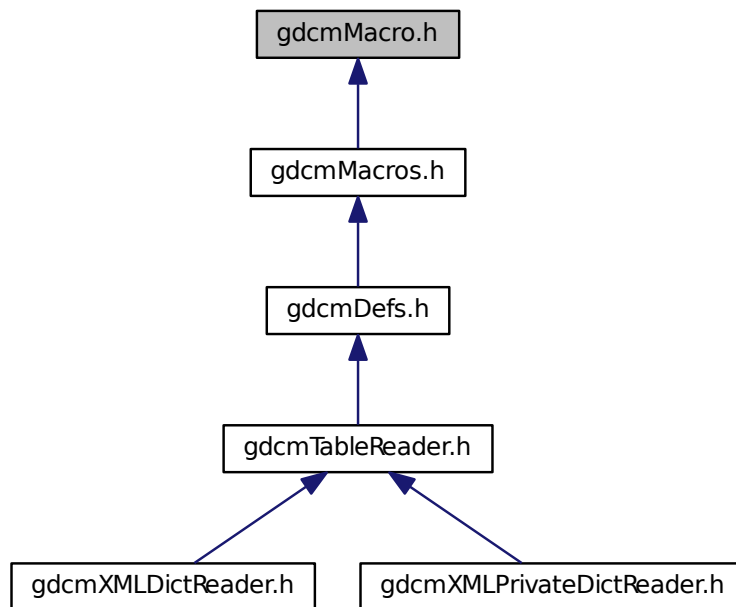 gdcmMacro.h
gdcmMacros.h
gdcmDefs.h
gdcmTableReader.h
gdcmXMLDictReader.h
gdcmXMLPrivateDictReader.h